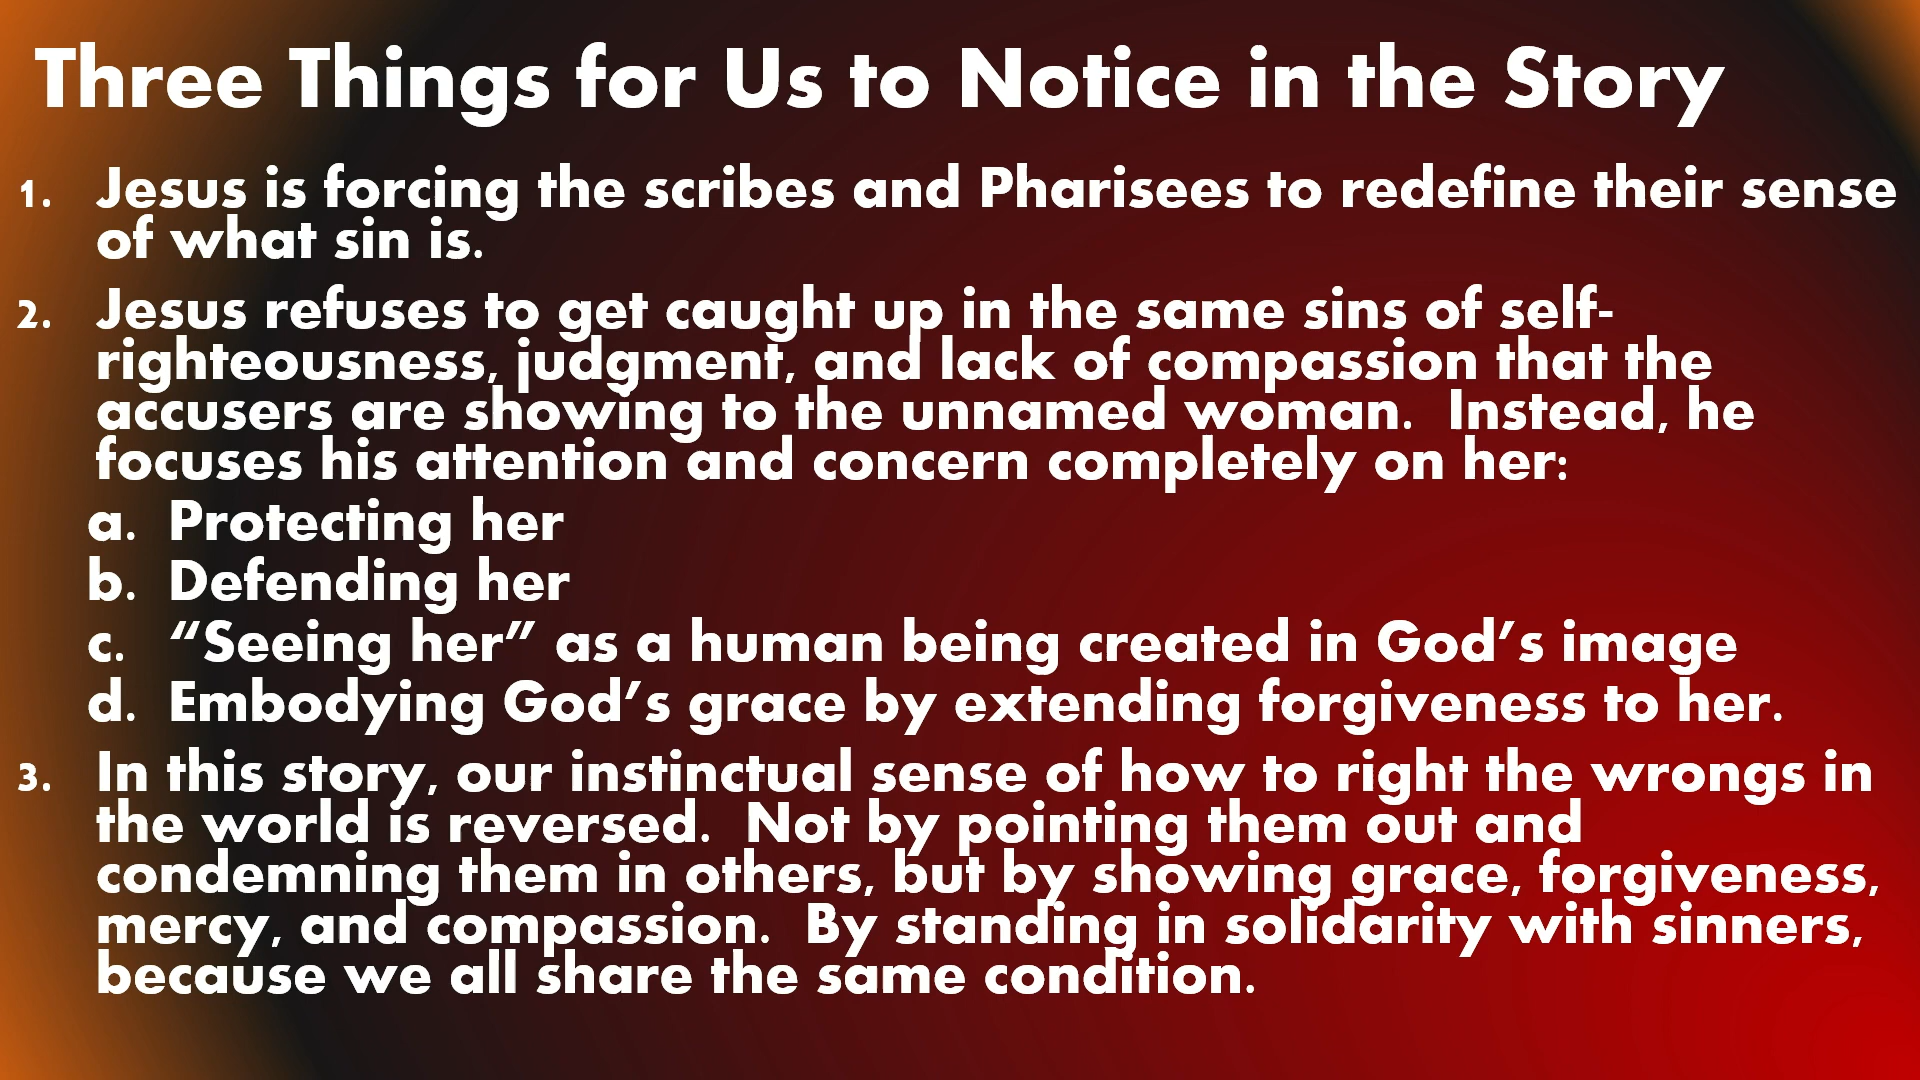 Three Things for Us to Notice in the Story
1. Jesus is forcing the scribes and Pharisees to redefine their sense
of what sin is.
2. Jesus refuses to get caught up in the same sins of self-
righteousness, judgment, and lack of compassion that the
accusers are showing to the unnamed woman.  Instead, he
focuses his attention and concern completely on her:
a. Protecting her
b. Defending her
c. “Seeing her” as a human being created in God’s image
d. Embodying God’s grace by extending forgiveness to her.
3. In this story, our instinctual sense of how to right the wrongs in
the world is reversed.  Not by pointing them out and
condemning them in others, but by showing grace, forgiveness,
mercy, and compassion.  By standing in solidarity with sinners,
because we all share the same condition.